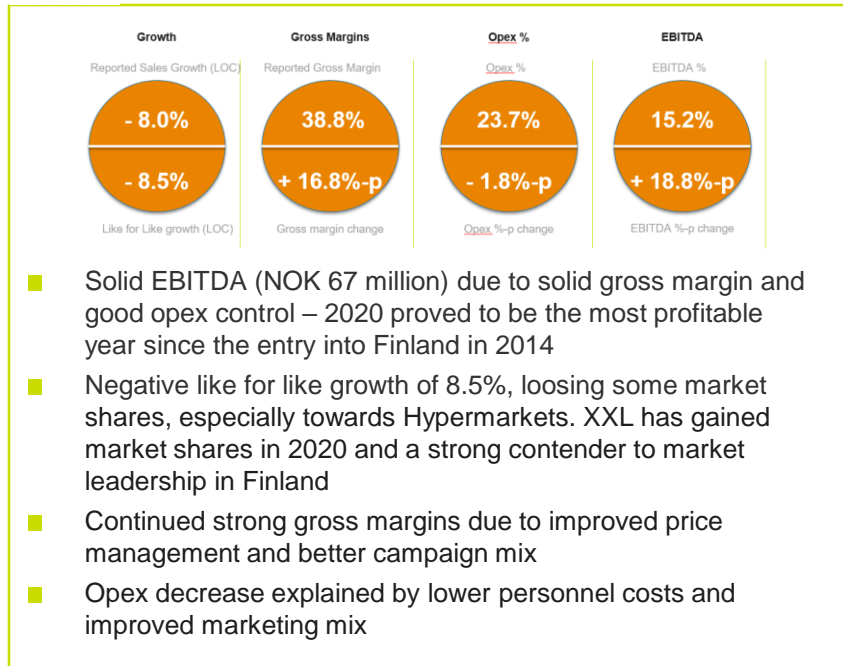 Growth Gross Margins Opex % EBITDA
Reported Sales Growth (LOC) Reported Gross Margin Opex % EBITDA %
- 8.0% 38.8% 23.7% 15.2%
- 8.5% + 16.8%-p - 1.8%-p + 18.8%-p
Like for Like growth (LOC) Gross margin change Opex %-p change EBITDA %-p change
Solid EBITDA (NOK 67 million) due to solid gross margin and
good opex control – 2020 proved to be the most profitable
year since the entry into Finland in 2014
Negative like for like growth of 8.5%, loosing some market
shares, especially towards Hypermarkets. XXL has gained
market shares in 2020 and a strong contender to market
leadership in Finland
Continued strong gross margins due to improved price
management and better campaign mix
Opex decrease explained by lower personnel costs and
improved marketing mix